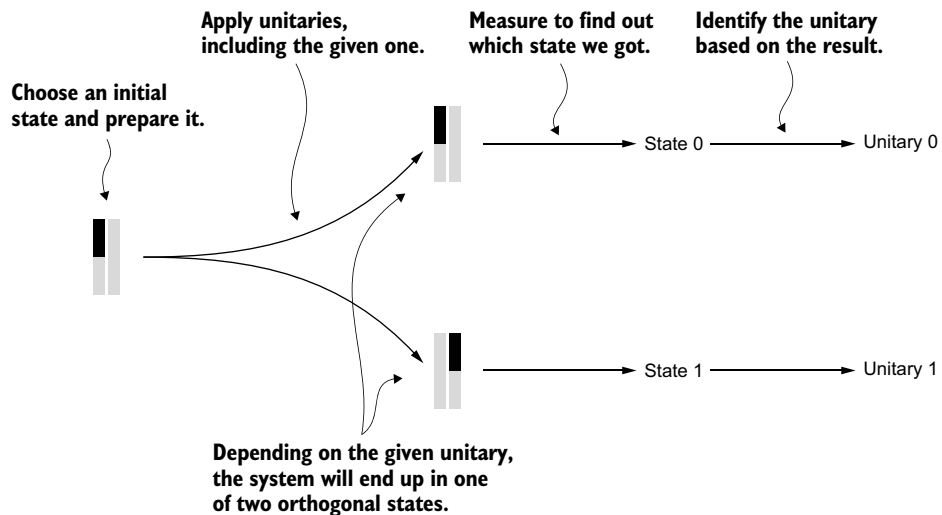 Apply unitaries,
including the given one.
Measure to find out
which state we got.
Identify the unitary
based on the result.
Choose an initial
state and prepare it.
State 0
Unitary 0
State 1
Unitary 1
Depending on the given unitary,
the system will end up in one
of two orthogonal states.